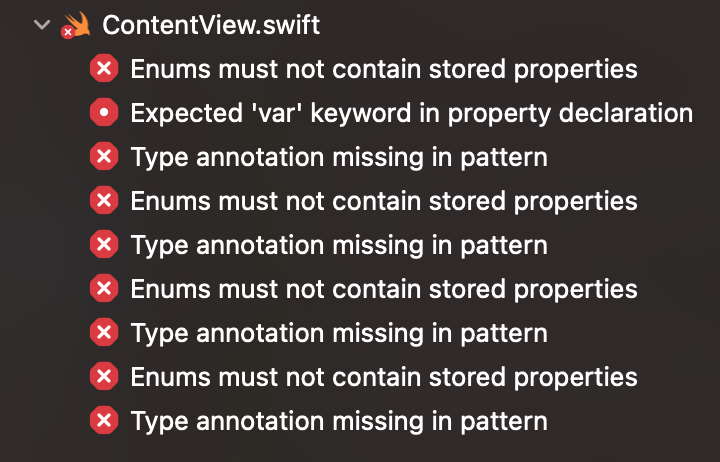 ContentView.swift
Enums must not contain stored properties
Expected 'var' keyword in property declaration
Type annotation missing in pattern
Enums must not contain stored properties
Type annotation missing in pattern
Enums must not contain stored properties
Type annotation missing in pattern
Enums must not contain stored properties
Type annotation missing in pattern